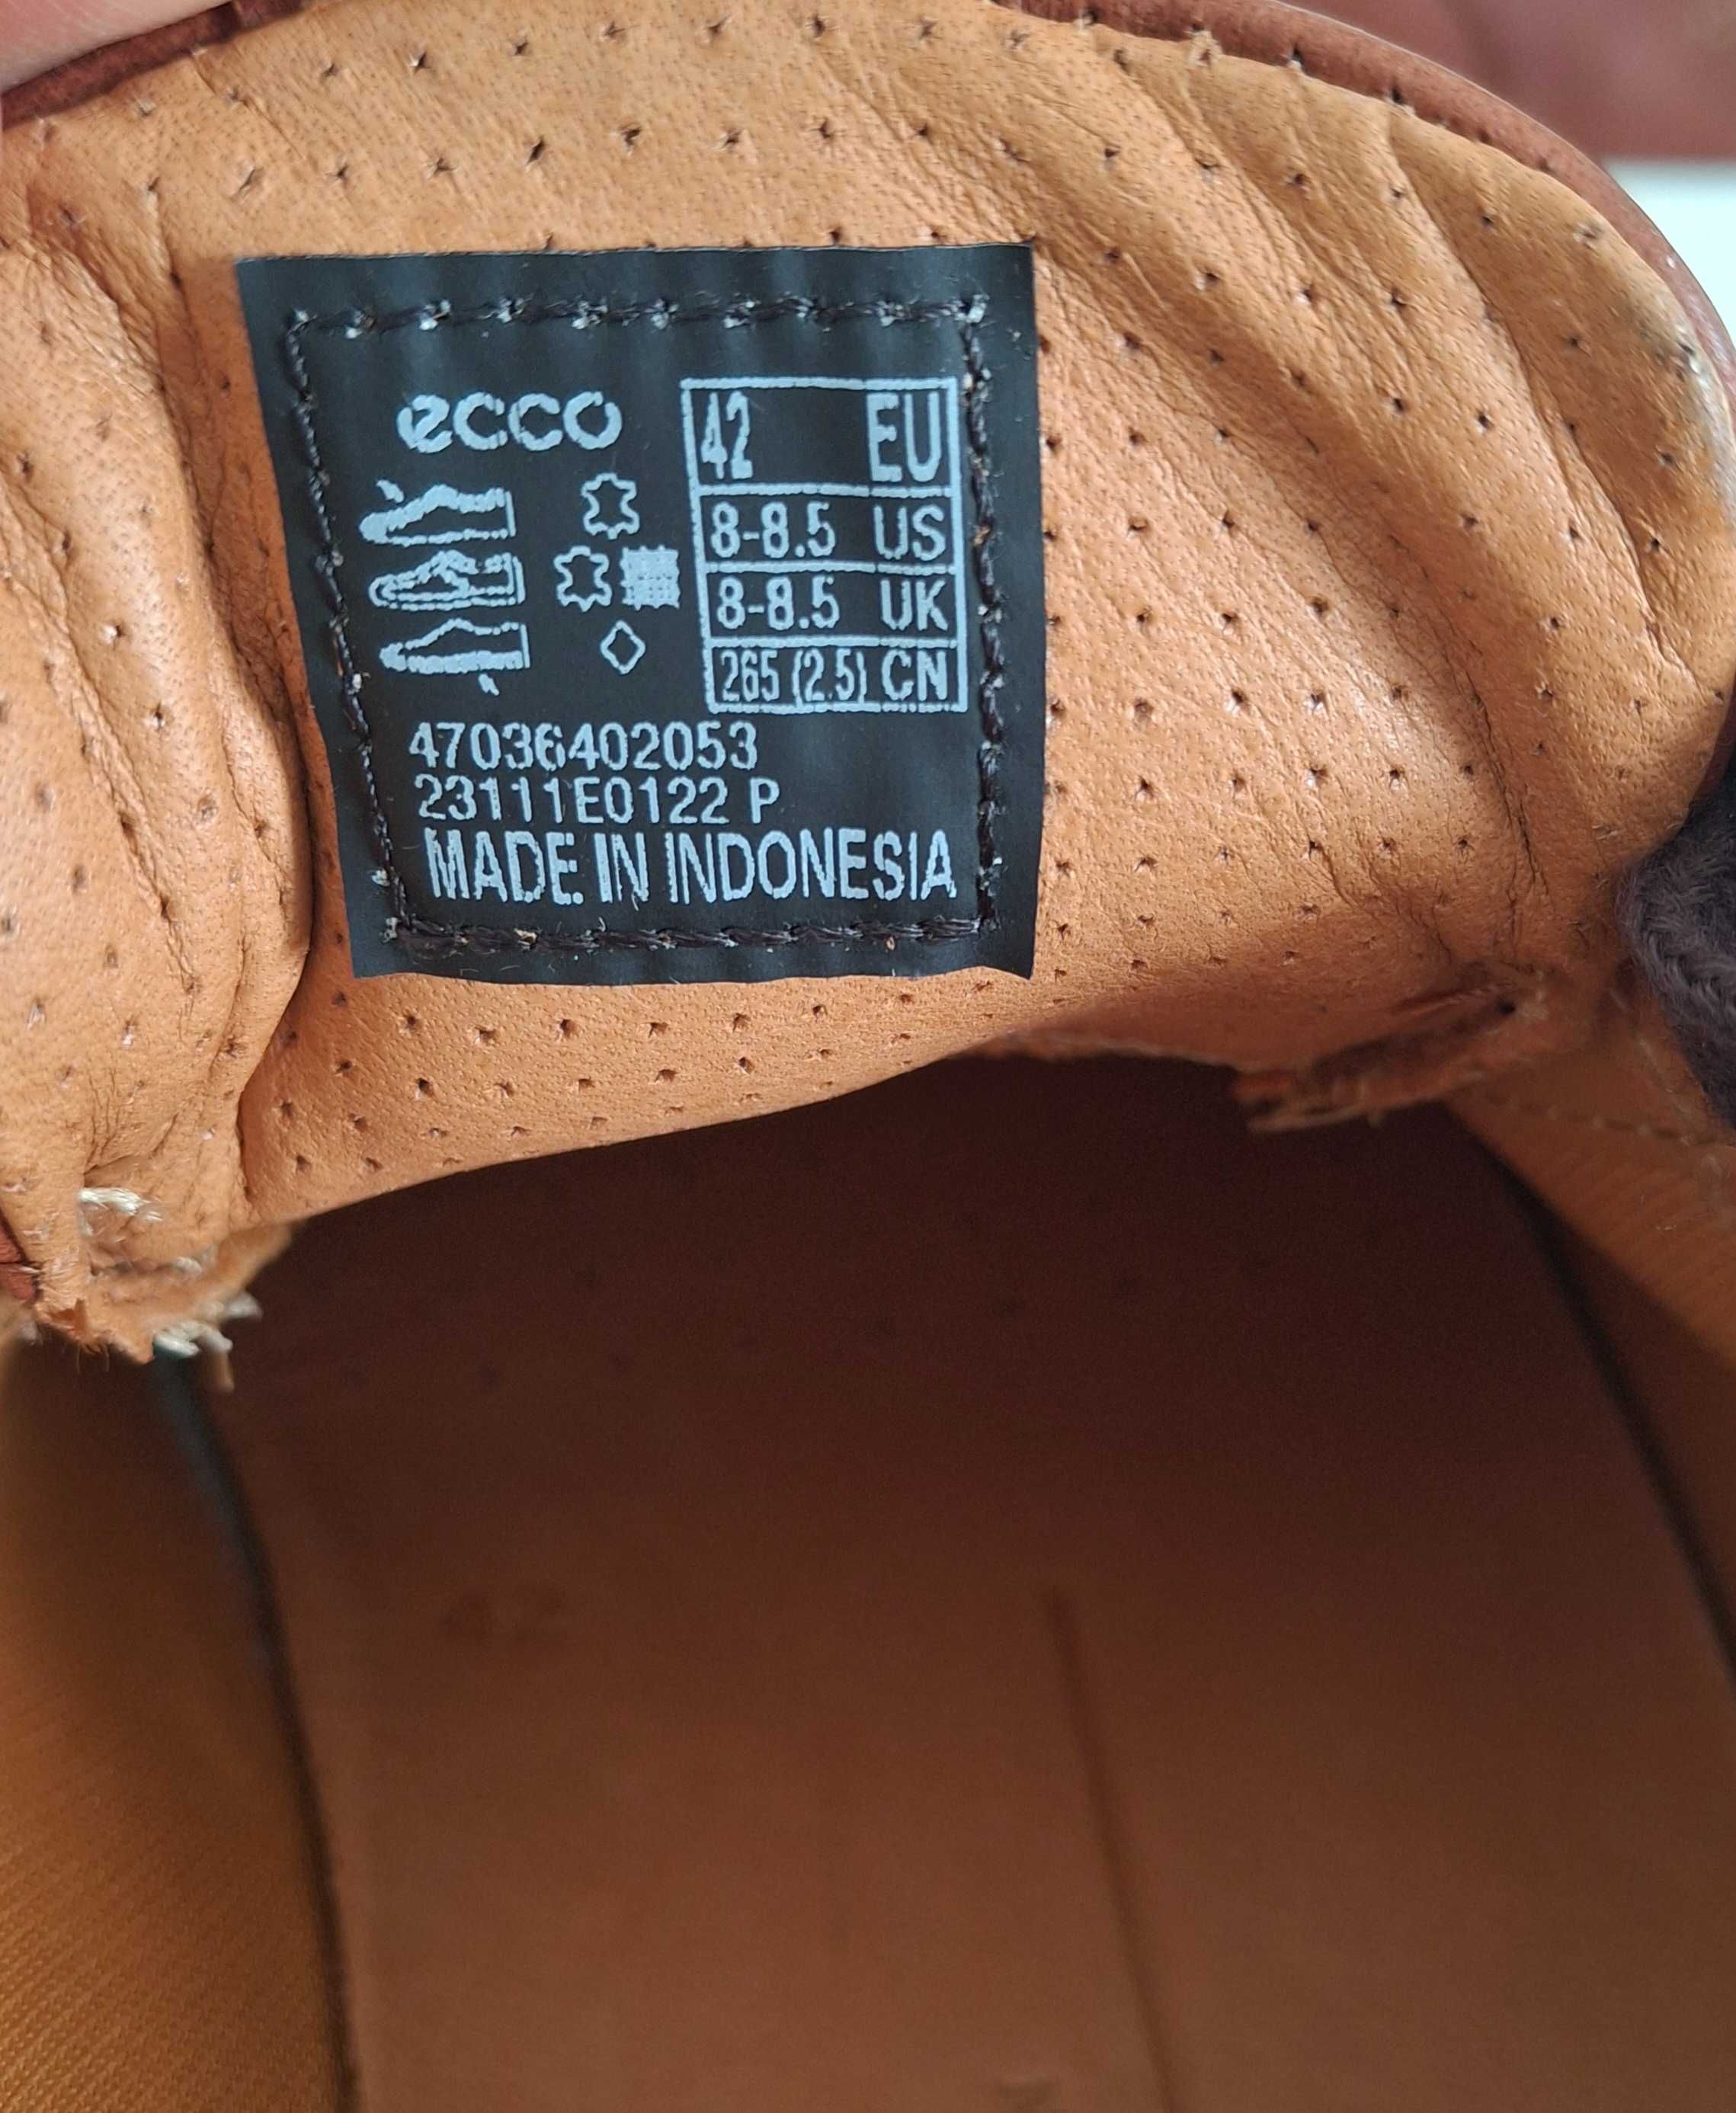 ecco
42 EU
8-8.5 US
8-8.5 UK
265 (2.5) CN
47036402053
23111E0122 P
MADE IN INDONESIA